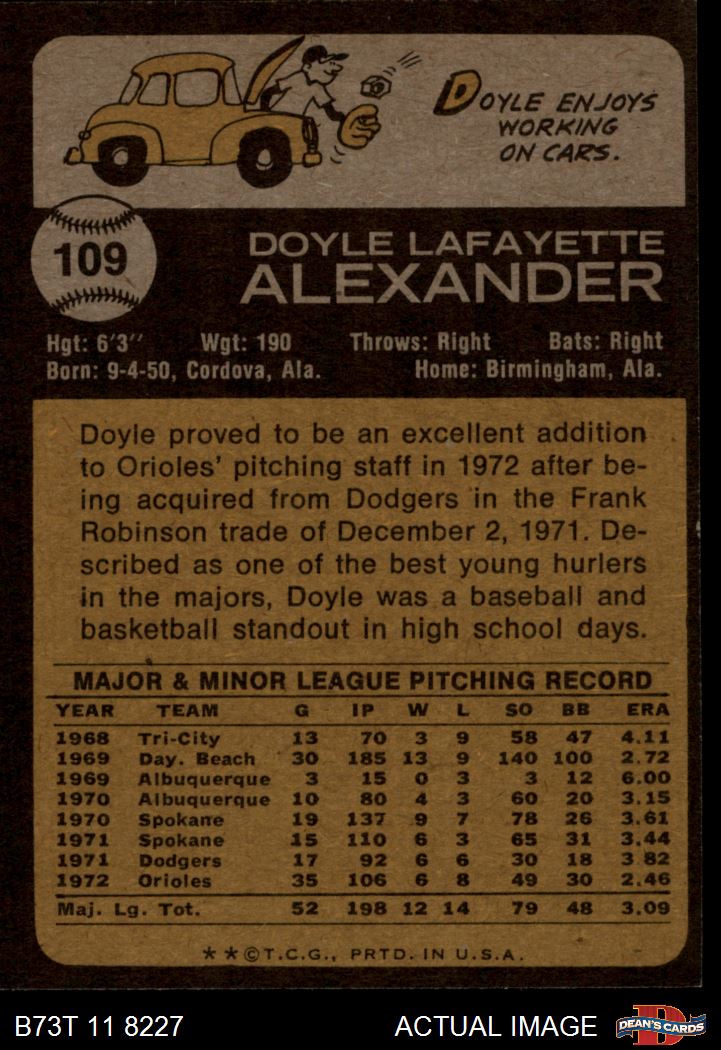 DOYLE ENJOYS
WORKING
ON CARS.
109
DOYLE LAFAYETTE
ALEXANDER
Hgt: 6'3" Wgt: 190 Throws: Right Bats: Right
Born: 9-4-50, Cordova, Ala. Home: Birmingham, Ala.
Doyle proved to be an excellent addition
to Orioles' pitching staff in 1972 after be-
ing acquired from Dodgers in the Frank
Robinson trade of December 2, 1971. De-
scribed as one of the best young hurlers
in the majors, Doyle was a baseball and
basketball standout in high school days.
MAJOR & MINOR LEAGUE PITCHING RECORD
YEAR TEAM G IP W L SO BB ERA
1968 Tri-City 13 70 3 9 58 47 4.11
1969 Day. Beach 30 185 13 9 140 100 2.72
1969 Albuquerque 3 15 0 3 3 12 6.00
1970 Albuquerque 10 80 4 3 60 20 3.15
1970 Spokane 19 137 9 7 78 26 3.61
1971 Spokane 15 110 6 3 65 31 3.44
1971 Dodgers 17 92 6 6 30 18 3 82
1972 Orioles 35 106 6 8 49 30 2.46
Maj. Lg. Tot. 52 198 12 14 79 48 3.09
★ ★ © T.C.G., PRTD. IN U.S.A.
B73T 11 8227 ACTUAL IMAGE DEAN'S CARDS